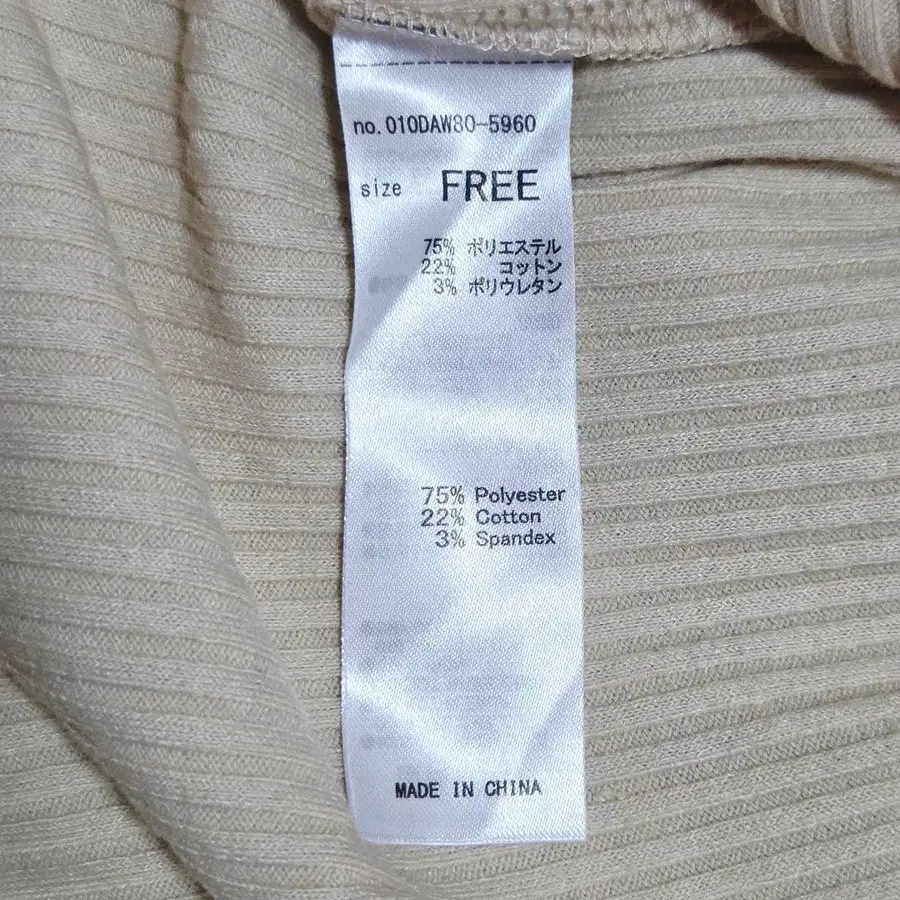 no. 010DAW80-5960
size FREE
75% ポリエステル
22% コットン
3% ポリウレタン
75% Polyester
22% Cotton
3% Spandex
MADE IN CHINA